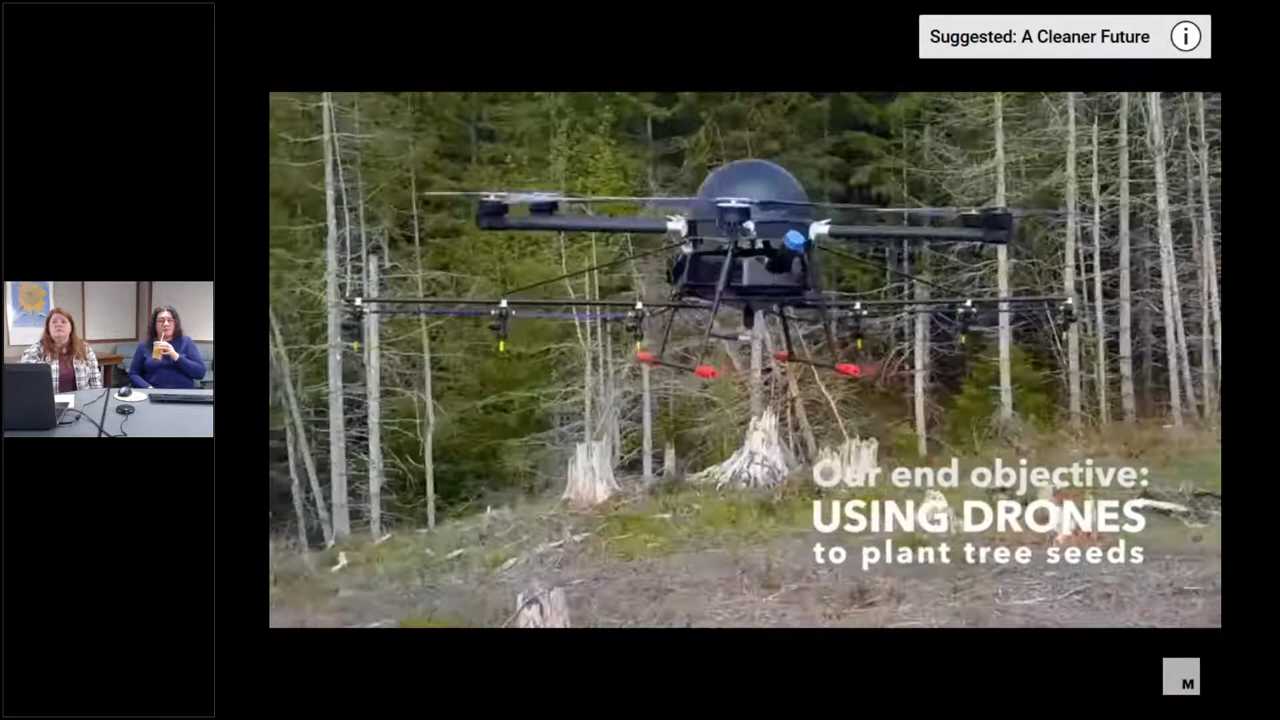 Suggested: A Cleaner Future
Our end objective:
USING DRONES
to plant tree seeds
M